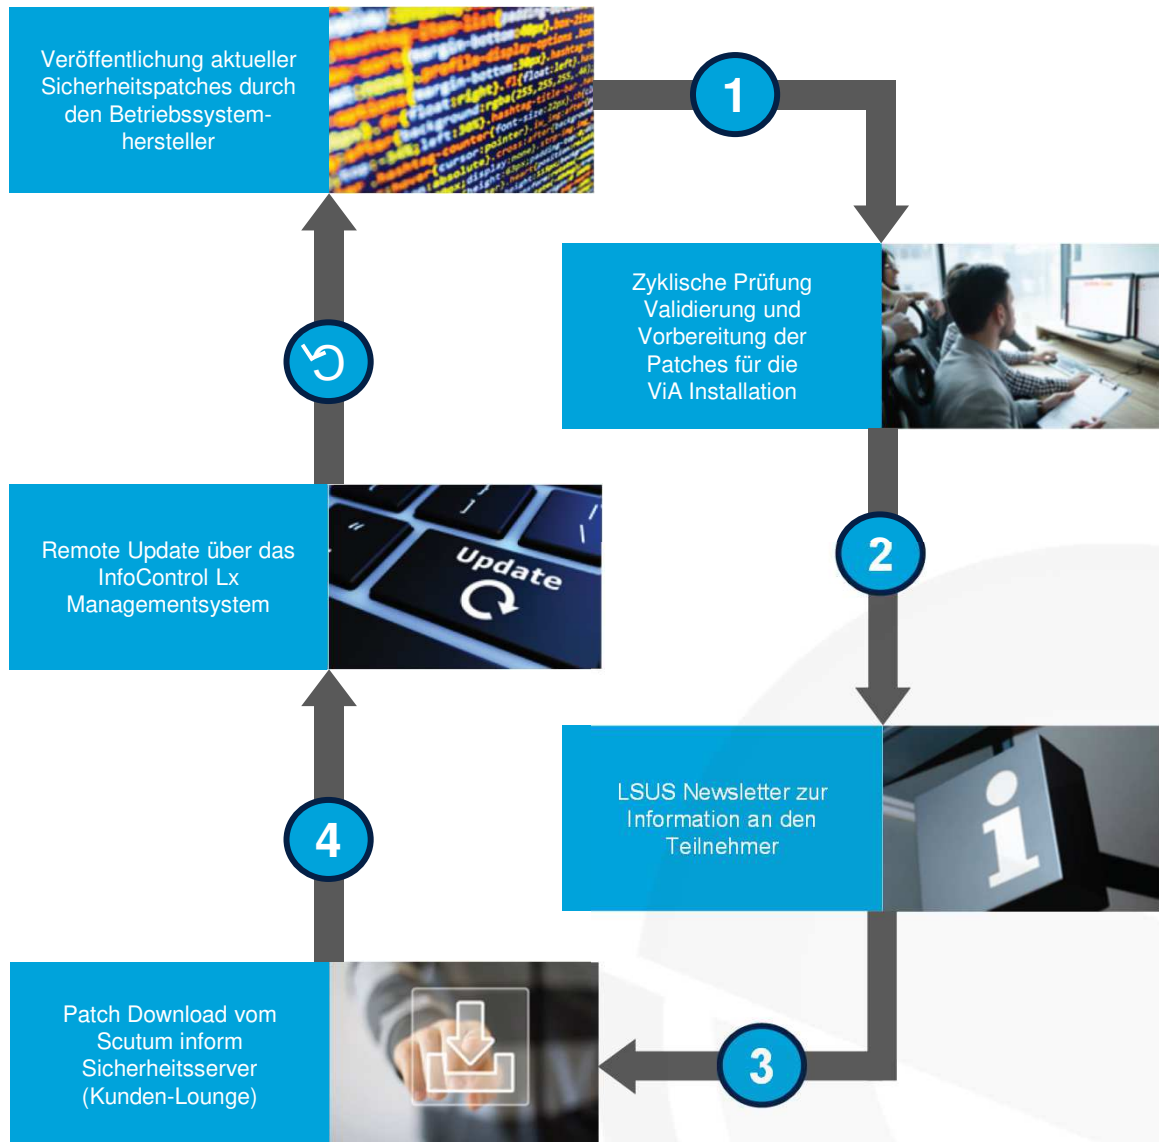 Veröffentlichung aktueller
Sicherheitspatches durch
den Betriebssystem-
hersteller
1
Zyklische Prüfung
Validierung und
Vorbereitung der
Patches für die
ViA Installation
2
LSUS Newsletter zur
Information an den
Teilnehmer
i
3
Patch Download vom
Scutum inform
Sicherheitsserver
(Kunden-Lounge)
4
Remote Update über das
InfoControl Lx
Managementsystem
Update